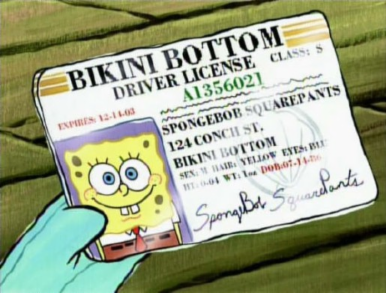 BIKINI BOTTOM
DRIVER LICENSE CLASS: S
A1356021
EXPIRES: 12-14-03
SPONGEBOB SQUAREPANTS
124 CONCH ST.
BIKINI BOTTOM
SEX: M HAIR: YELLOW EYES: BLU
HT: 0-04 WT: 1oz DOB:07-14-86
SpongeBob SquarePants